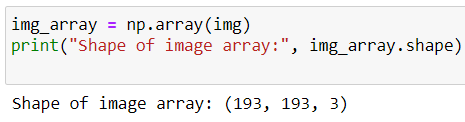 img_array = np.array(img)
print("Shape of image array:", img_array.shape)
Shape of image array: (193, 193, 3)